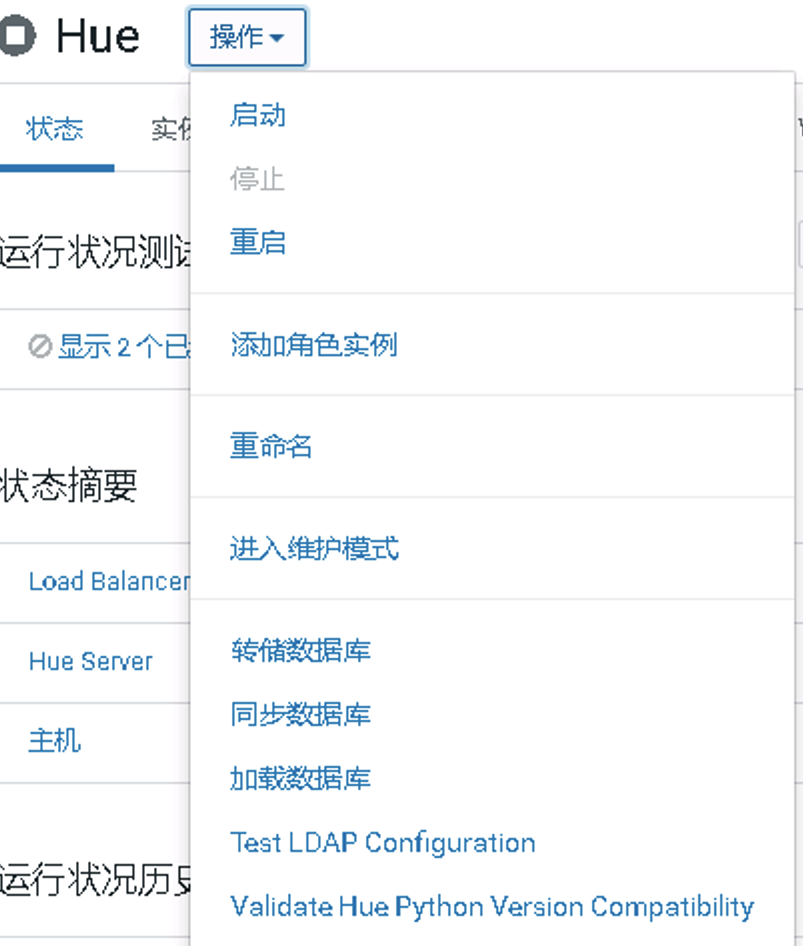 Hue 操作
状态 实例
启动
停止
重启
运行状况测试
添加角色实例
显示 2 个已
重命名
状态摘要
进入维护模式
Load Balancer
转储数据库
Hue Server
同步数据库
主机
加载数据库
Test LDAP Configuration
运行状况历史
Validate Hue Python Version Compatibility